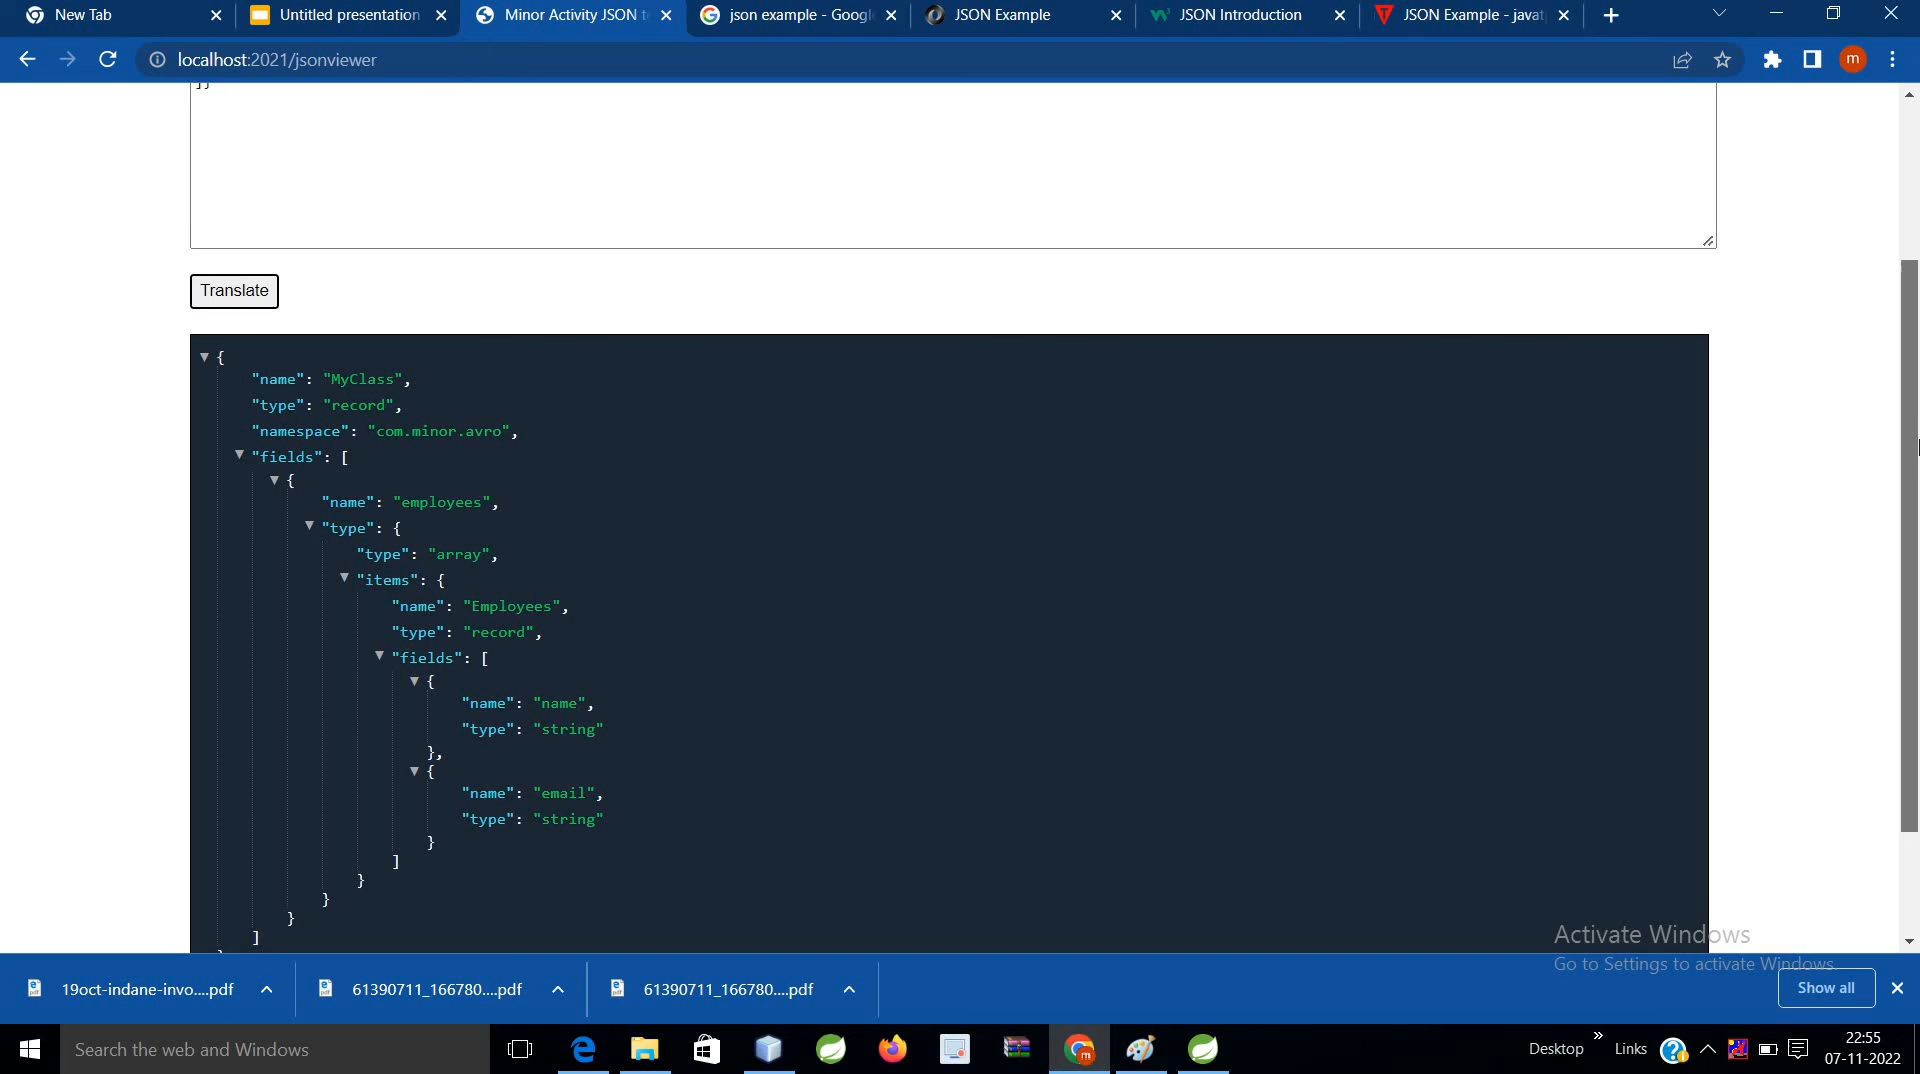 New Tab
Untitled presentation
Minor Activity JSON t
json example - Googl
JSON Example
JSON Introduction
JSON Example - javat
localhost:2021/jsonviewer
]}
Translate
{
"name": "MyClass",
"type": "record",
"namespace": "com.minor.avro",
"fields": [
{
"name": "employees",
"type": {
"type": "array",
"items": {
"name": "Employees",
"type": "record",
"fields": [
{
"name": "name",
"type": "string"
},
{
"name": "email",
"type": "string"
}
]
}
}
}
]
Activate Windows
Go to Settings to activate Windows.
19oct-indane-invo....pdf
61390711_166780....pdf
61390711_166780....pdf
Show all
Search the web and Windows
Desktop
Links
22:55
07-11-2022
m